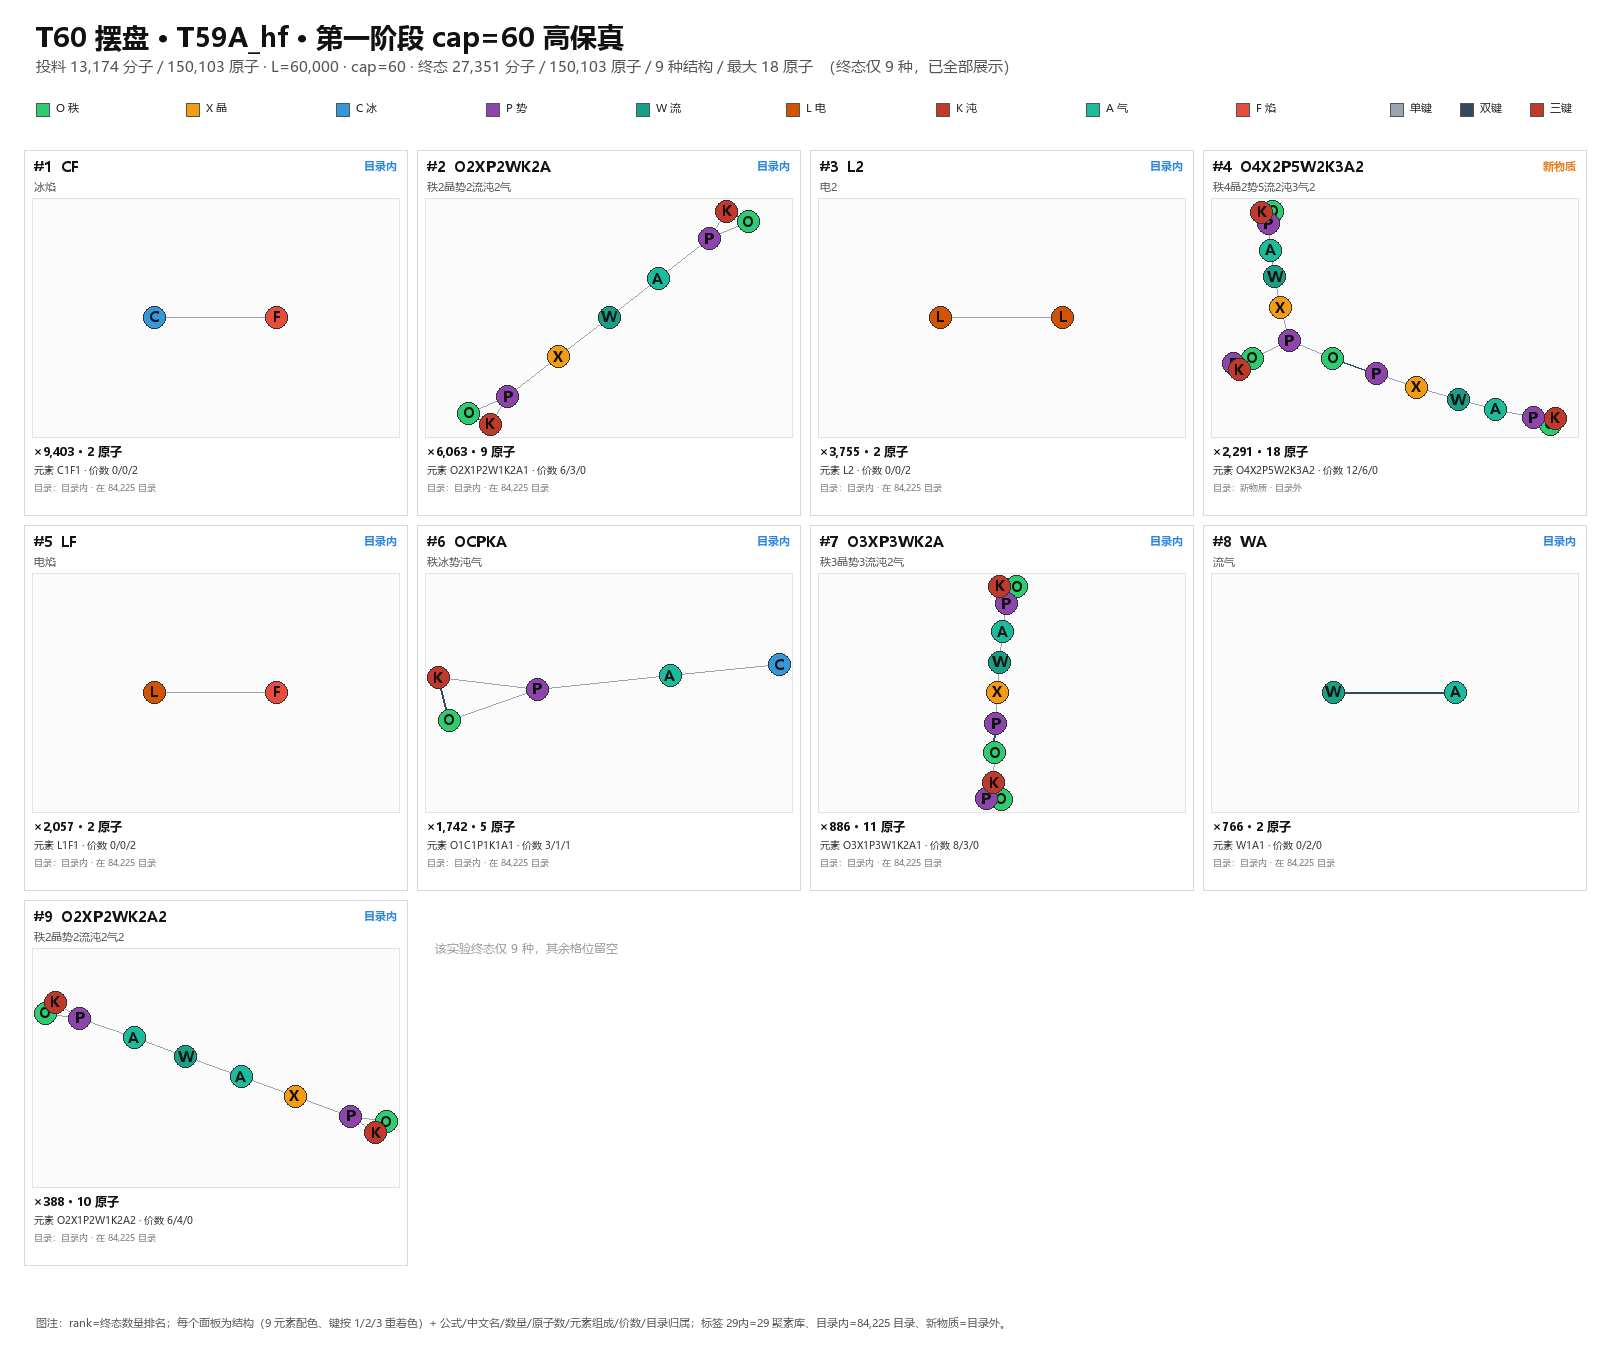 T60 摆盘 • T59A_hf • 第一阶段 cap=60 高保真
投料 13,174 分子 / 150,103 原子 · L=60,000 · cap=60 · 终态 27,351 分子 / 150,103 原子 / 9 种结构 / 最大 18 原子 （终态仅 9 种，已全部展示）
O 秩 X 晶 C 冰 P 势 W 流 L 电 K 沌 A 气 F 焰 单键 双键 三键
#1 CF 目录内
冰焰
C F
×9,403 • 2 原子
元素 C1F1 · 价数 0/0/2
目录：目录内 · 在 84,225 目录
#2 O2XP2WK2A 目录内
秩2晶势2流沌2气
K O P A W X P O K
×6,063 • 9 原子
元素 O2X1P2W1K2A1 · 价数 6/3/0
目录：目录内 · 在 84,225 目录
#3 L2 目录内
电2
L L
×3,755 • 2 原子
元素 L2 · 价数 0/0/2
目录：目录内 · 在 84,225 目录
#4 O4X2P5W2K3A2 新物质
秩4晶2势5流2沌3气2
K O P A W X P O K O P X W A P K
×2,291 • 18 原子
元素 O4X2P5W2K3A2 · 价数 12/6/0
目录：新物质 · 目录外
#5 LF 目录内
电焰
L F
×2,057 • 2 原子
元素 L1F1 · 价数 0/0/2
目录：目录内 · 在 84,225 目录
#6 OCPKA 目录内
秩冰势沌气
K O P A C
×1,742 • 5 原子
元素 O1C1P1K1A1 · 价数 3/1/1
目录：目录内 · 在 84,225 目录
#7 O3XP3WK2A 目录内
秩3晶势3流沌2气
K O P A W X P O K P O
×886 • 11 原子
元素 O3X1P3W1K2A1 · 价数 8/3/0
目录：目录内 · 在 84,225 目录
#8 WA 目录内
流气
W A
×766 • 2 原子
元素 W1A1 · 价数 0/2/0
目录：目录内 · 在 84,225 目录
#9 O2XP2WK2A2 目录内
秩2晶势2流沌2气2
O K P A W A X P O K
×388 • 10 原子
元素 O2X1P2W1K2A2 · 价数 6/4/0
目录：目录内 · 在 84,225 目录
该实验终态仅 9 种，其余格位留空
图注：rank=终态数量排名；每个面板为结构（9 元素配色、键按 1/2/3 重着色）+ 公式/中文名/数量/原子数/元素组成/价数/目录归属；标签 29内=29 聚素库、目录内=84,225 目录、新物质=目录外。